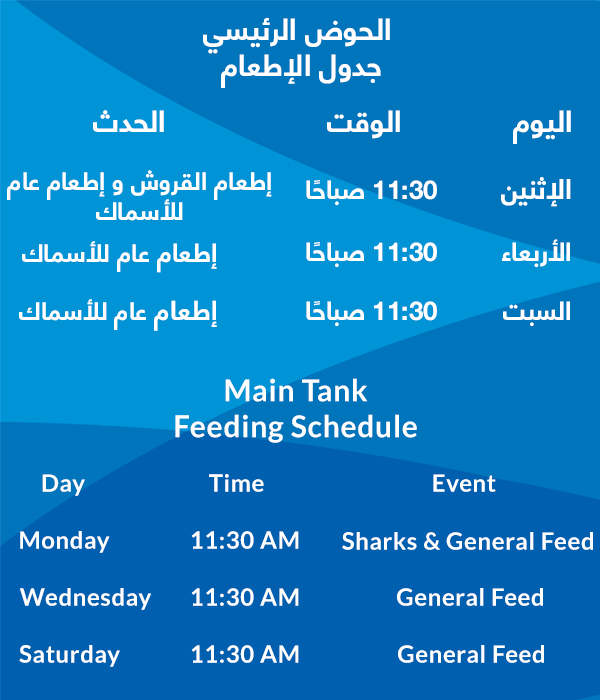 الحوض الرئيسي
جدول الإطعام
اليوم الوقت الحدث
الإثنين 11:30 صباحًا إطعام القروش و إطعام عام
للأسماك
الأربعاء 11:30 صباحًا إطعام عام للأسماك
السبت 11:30 صباحًا إطعام عام للأسماك
Main Tank
Feeding Schedule
Day Time Event
Monday 11:30 AM Sharks & General Feed
Wednesday 11:30 AM General Feed
Saturday 11:30 AM General Feed